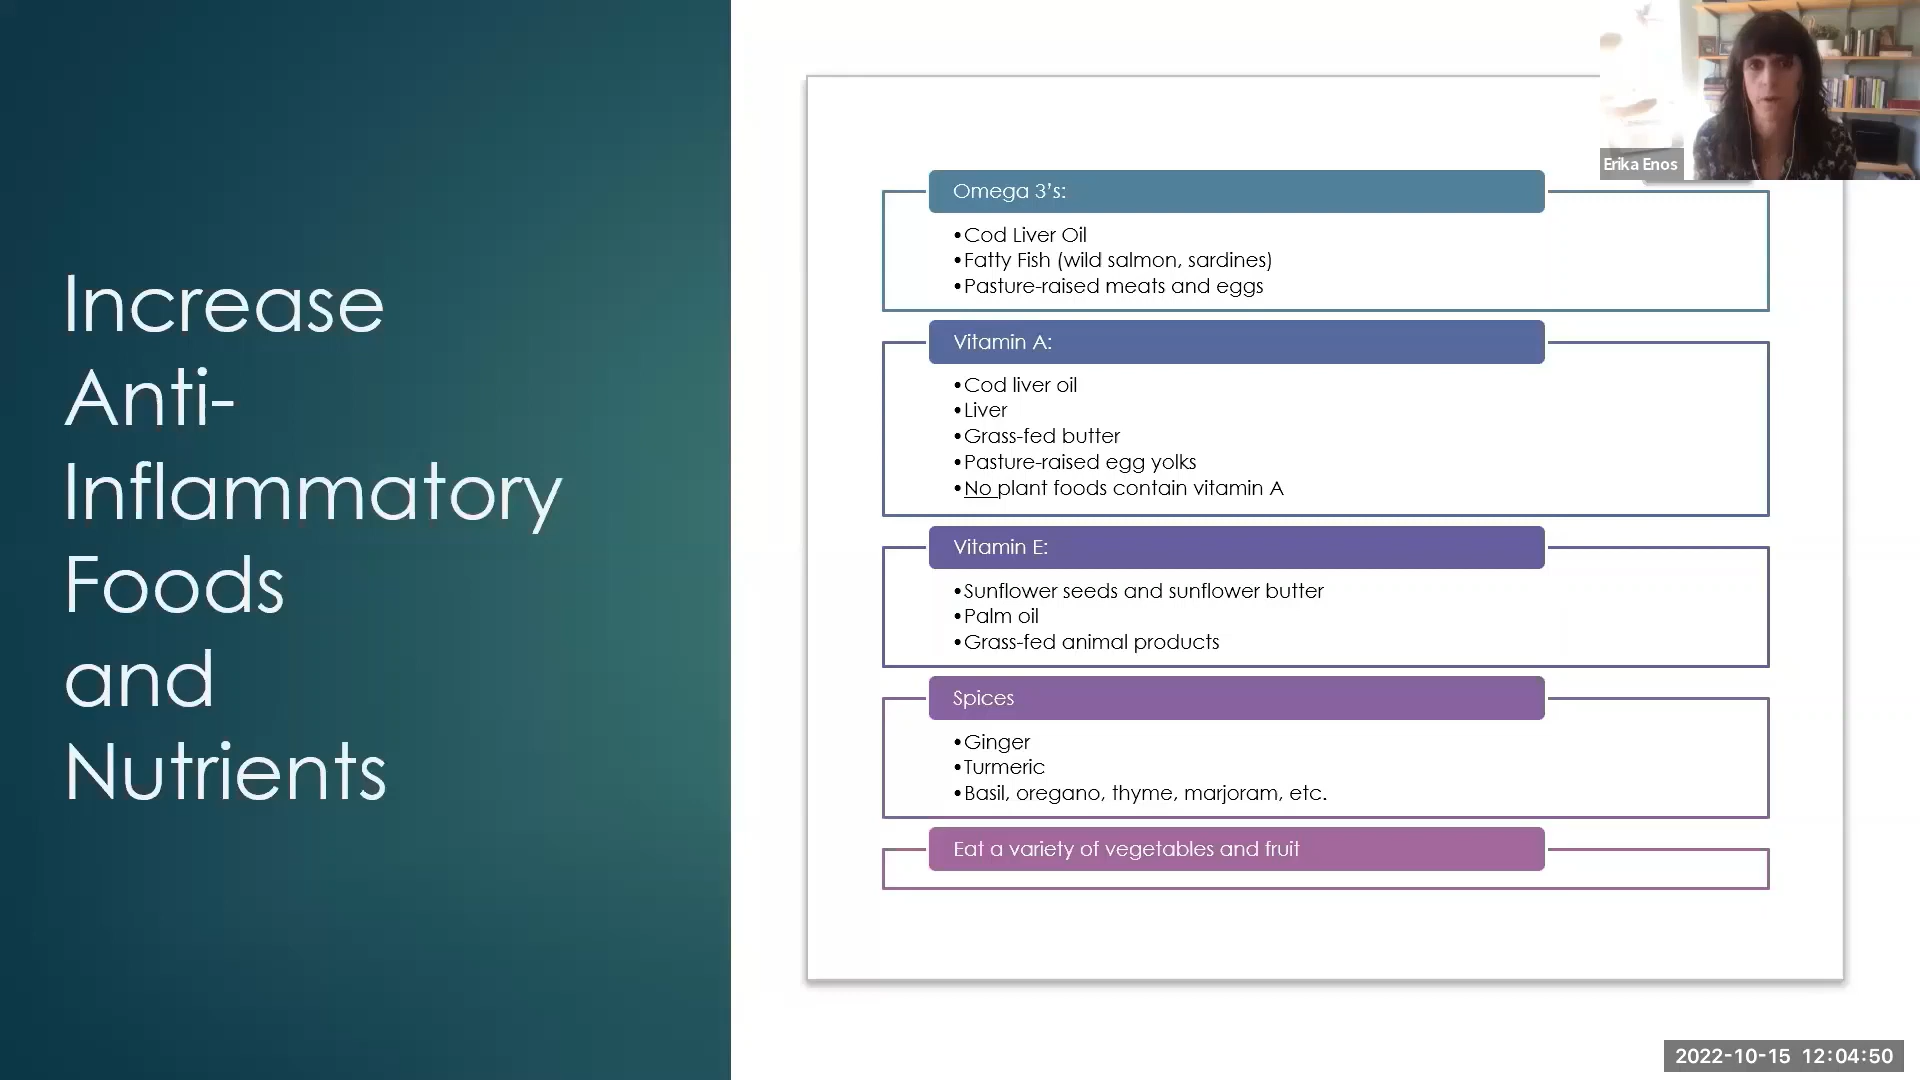 Increase
Anti-
Inflammatory
Foods
and
Nutrients
Omega 3's:
•Cod Liver Oil
•Fatty Fish (wild salmon, sardines)
•Pasture-raised meats and eggs
Vitamin A:
•Cod liver oil
•Liver
•Grass-fed butter
•Pasture-raised egg yolks
•No plant foods contain vitamin A
Vitamin E:
•Sunflower seeds and sunflower butter
•Palm oil
•Grass-fed animal products
Spices
•Ginger
•Turmeric
•Basil, oregano, thyme, marjoram, etc.
Eat a variety of vegetables and fruit
Erika Enos
2022-10-15 12:04:50